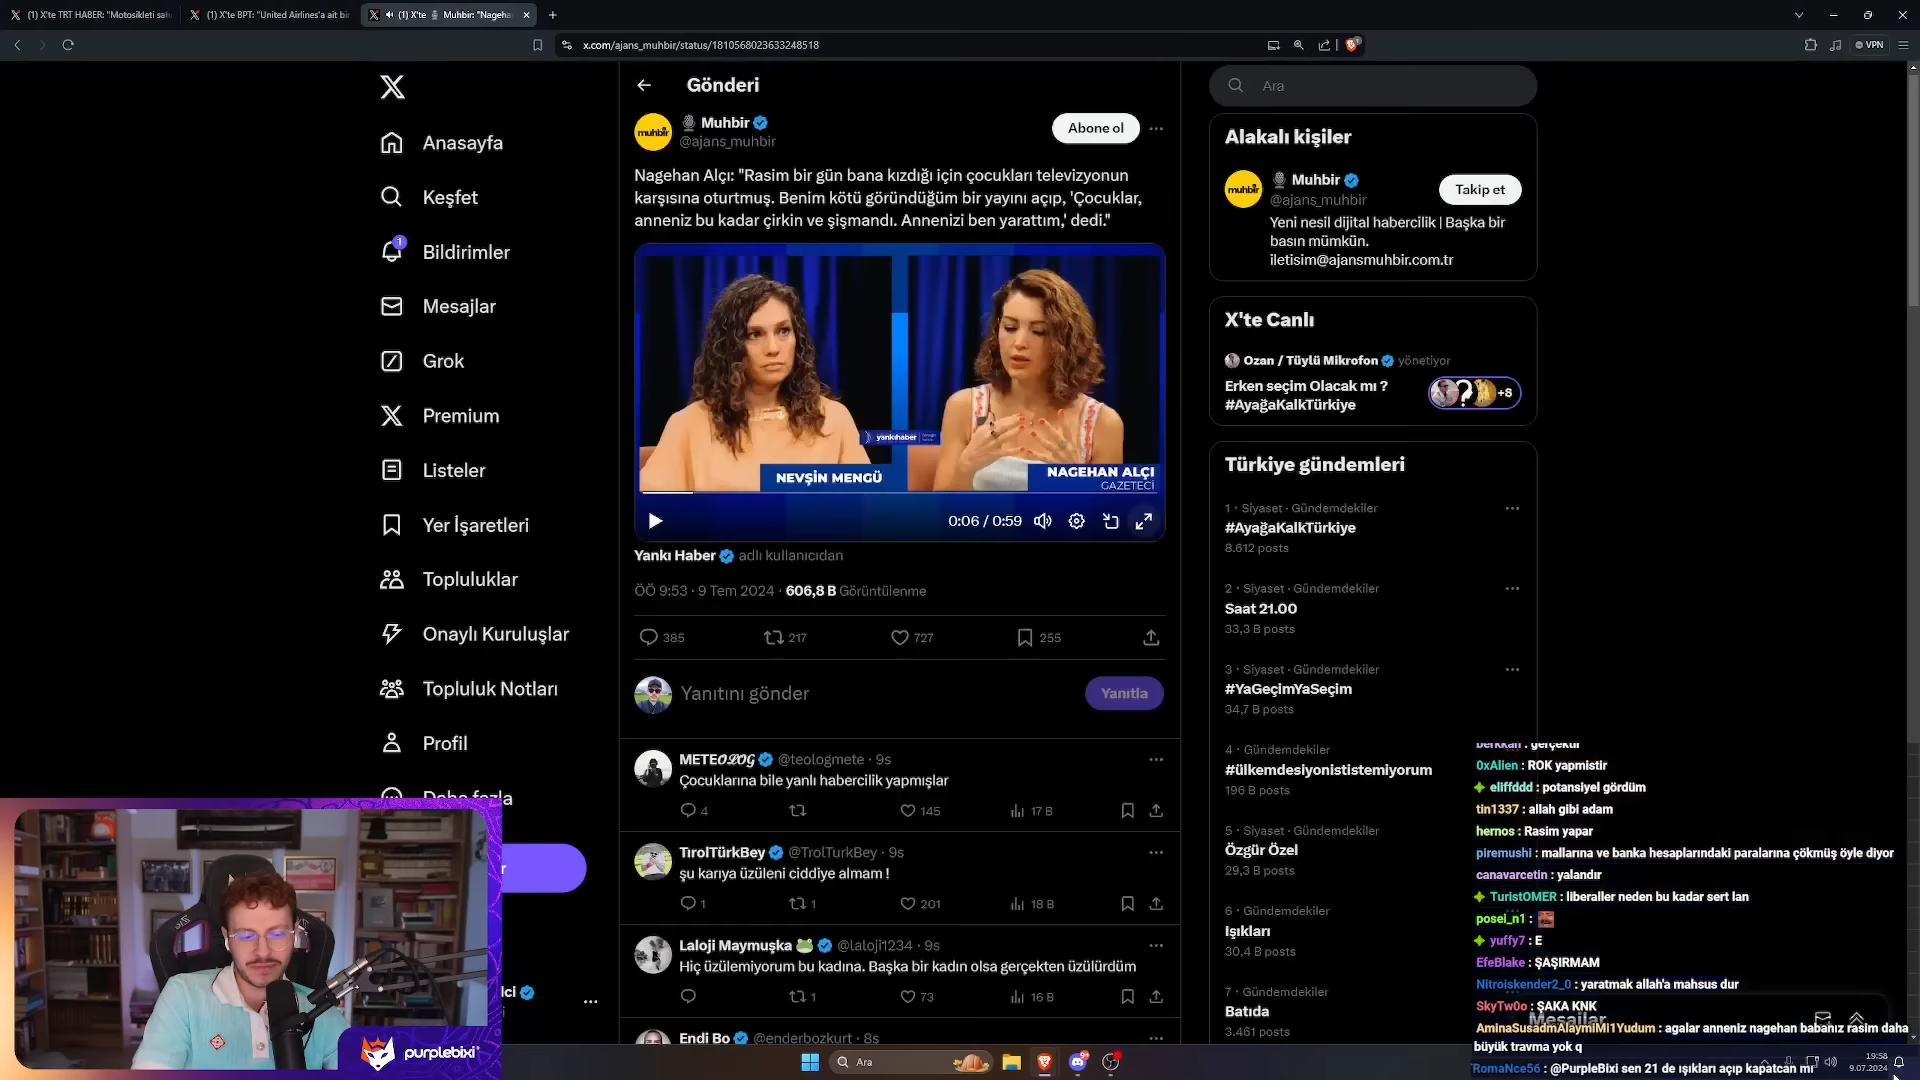 (1) X'te TRT HABER: "Motosikleti
(1) X'te BPT: "United Airlines'a ait bir
(1) X'te 🎙 Muhbir: "Nagehan
x.com/ajans_muhbir/status/1810568023633248518
VPN
Anasayfa
Keşfet
1
Bildirimler
Mesajlar
Grok
Premium
Listeler
Yer İşaretleri
Topluluklar
Onaylı Kuruluşlar
Topluluk Notları
Profil
Daha fazla
Gönderi
muhbir
🎙 Muhbir
@ajans_muhbir
Abone ol
Nagehan Alçı: "Rasim bir gün bana kızdığı için çocukları televizyonun
karşısına oturtmuş. Benim kötü göründüğüm bir yayını açıp, 'Çocuklar,
anneniz bu kadar çirkin ve şişmandı. Annenizi ben yarattım,' dedi."
yankıhaber
NEVŞİN MENGÜ
NAGEHAN ALÇI
GAZETECİ
0:06 / 0:59
Yankı Haber adlı kullanıcıdan
ÖÖ 9:53 · 9 Tem 2024 · 606,8 B Görüntülenme
385 217 727 255
Yanıtını gönder
Yanıtla
METEOLOG @teologmete · 9s
Çocuklarına bile yanlı habercilik yapmışlar
4 145 17 B
TırolTürkBey @TrolTurkBey · 9s
şu karıya üzüleni ciddiye almam !
1 1 201 18 B
Laloji Maymuşka 🐸 @laloji1234 · 9s
Hiç üzülemiyorum bu kadına. Başka bir kadın olsa gerçekten üzülürdüm
1 73 16 B
Endi Bo @enderbozkurt · 8s
Ara
Alakalı kişiler
muhbir
🎙 Muhbir
@ajans_muhbir
Takip et
Yeni nesil dijital habercilik | Başka bir
basın mümkün.
iletisim@ajansmuhbir.com.tr
X'te Canlı
Ozan / Tüylü Mikrofon yönetiyor
Erken seçim Olacak mı ?
#AyağaKalkTürkiye
+8
Türkiye gündemleri
1 · Siyaset · Gündemdekiler
#AyağaKalkTürkiye
8.612 posts
2 · Siyaset · Gündemdekiler
Saat 21.00
33,3 B posts
3 · Siyaset · Gündemdekiler
#YaGeçimYaSeçim
34,7 B posts
4 · Gündemdekiler
#ülkemdesiyonististemiyorum
196 B posts
5 · Siyaset · Gündemdekiler
Özgür Özel
29,3 B posts
6 · Gündemdekiler
Işıkları
30,4 B posts
7 · Gündemdekiler
Batıda
3.461 posts
Mesajlar
berkkan : gerçektir
0xAlien : ROK yapmistir
eliffddd : potansiyel gördüm
tin1337 : allah gibi adam
hernos : Rasim yapar
piremushi : mallarına ve banka hesaplarındaki paralarına çökmüş öyle diyor
canavarcetin : yalandır
TuristOMER : liberaller neden bu kadar sert lan
posei_n1 :
yuffy7 : E
EfeBlake : ŞAŞIRMAM
Nitroiskender2_0 : yaratmak allah'a mahsus dur
SkyTw0o : ŞAKA KNK
AminaSusadmAlaymiMi1Yudum : agalar anneniz nagehan babanız rasim daha
büyük travma yok q
RomaNce56 : @PurpleBixi sen 21 de ışıkları açıp kapatcan mı
lci
purplebixi
Ara
19:58
9.07.2024